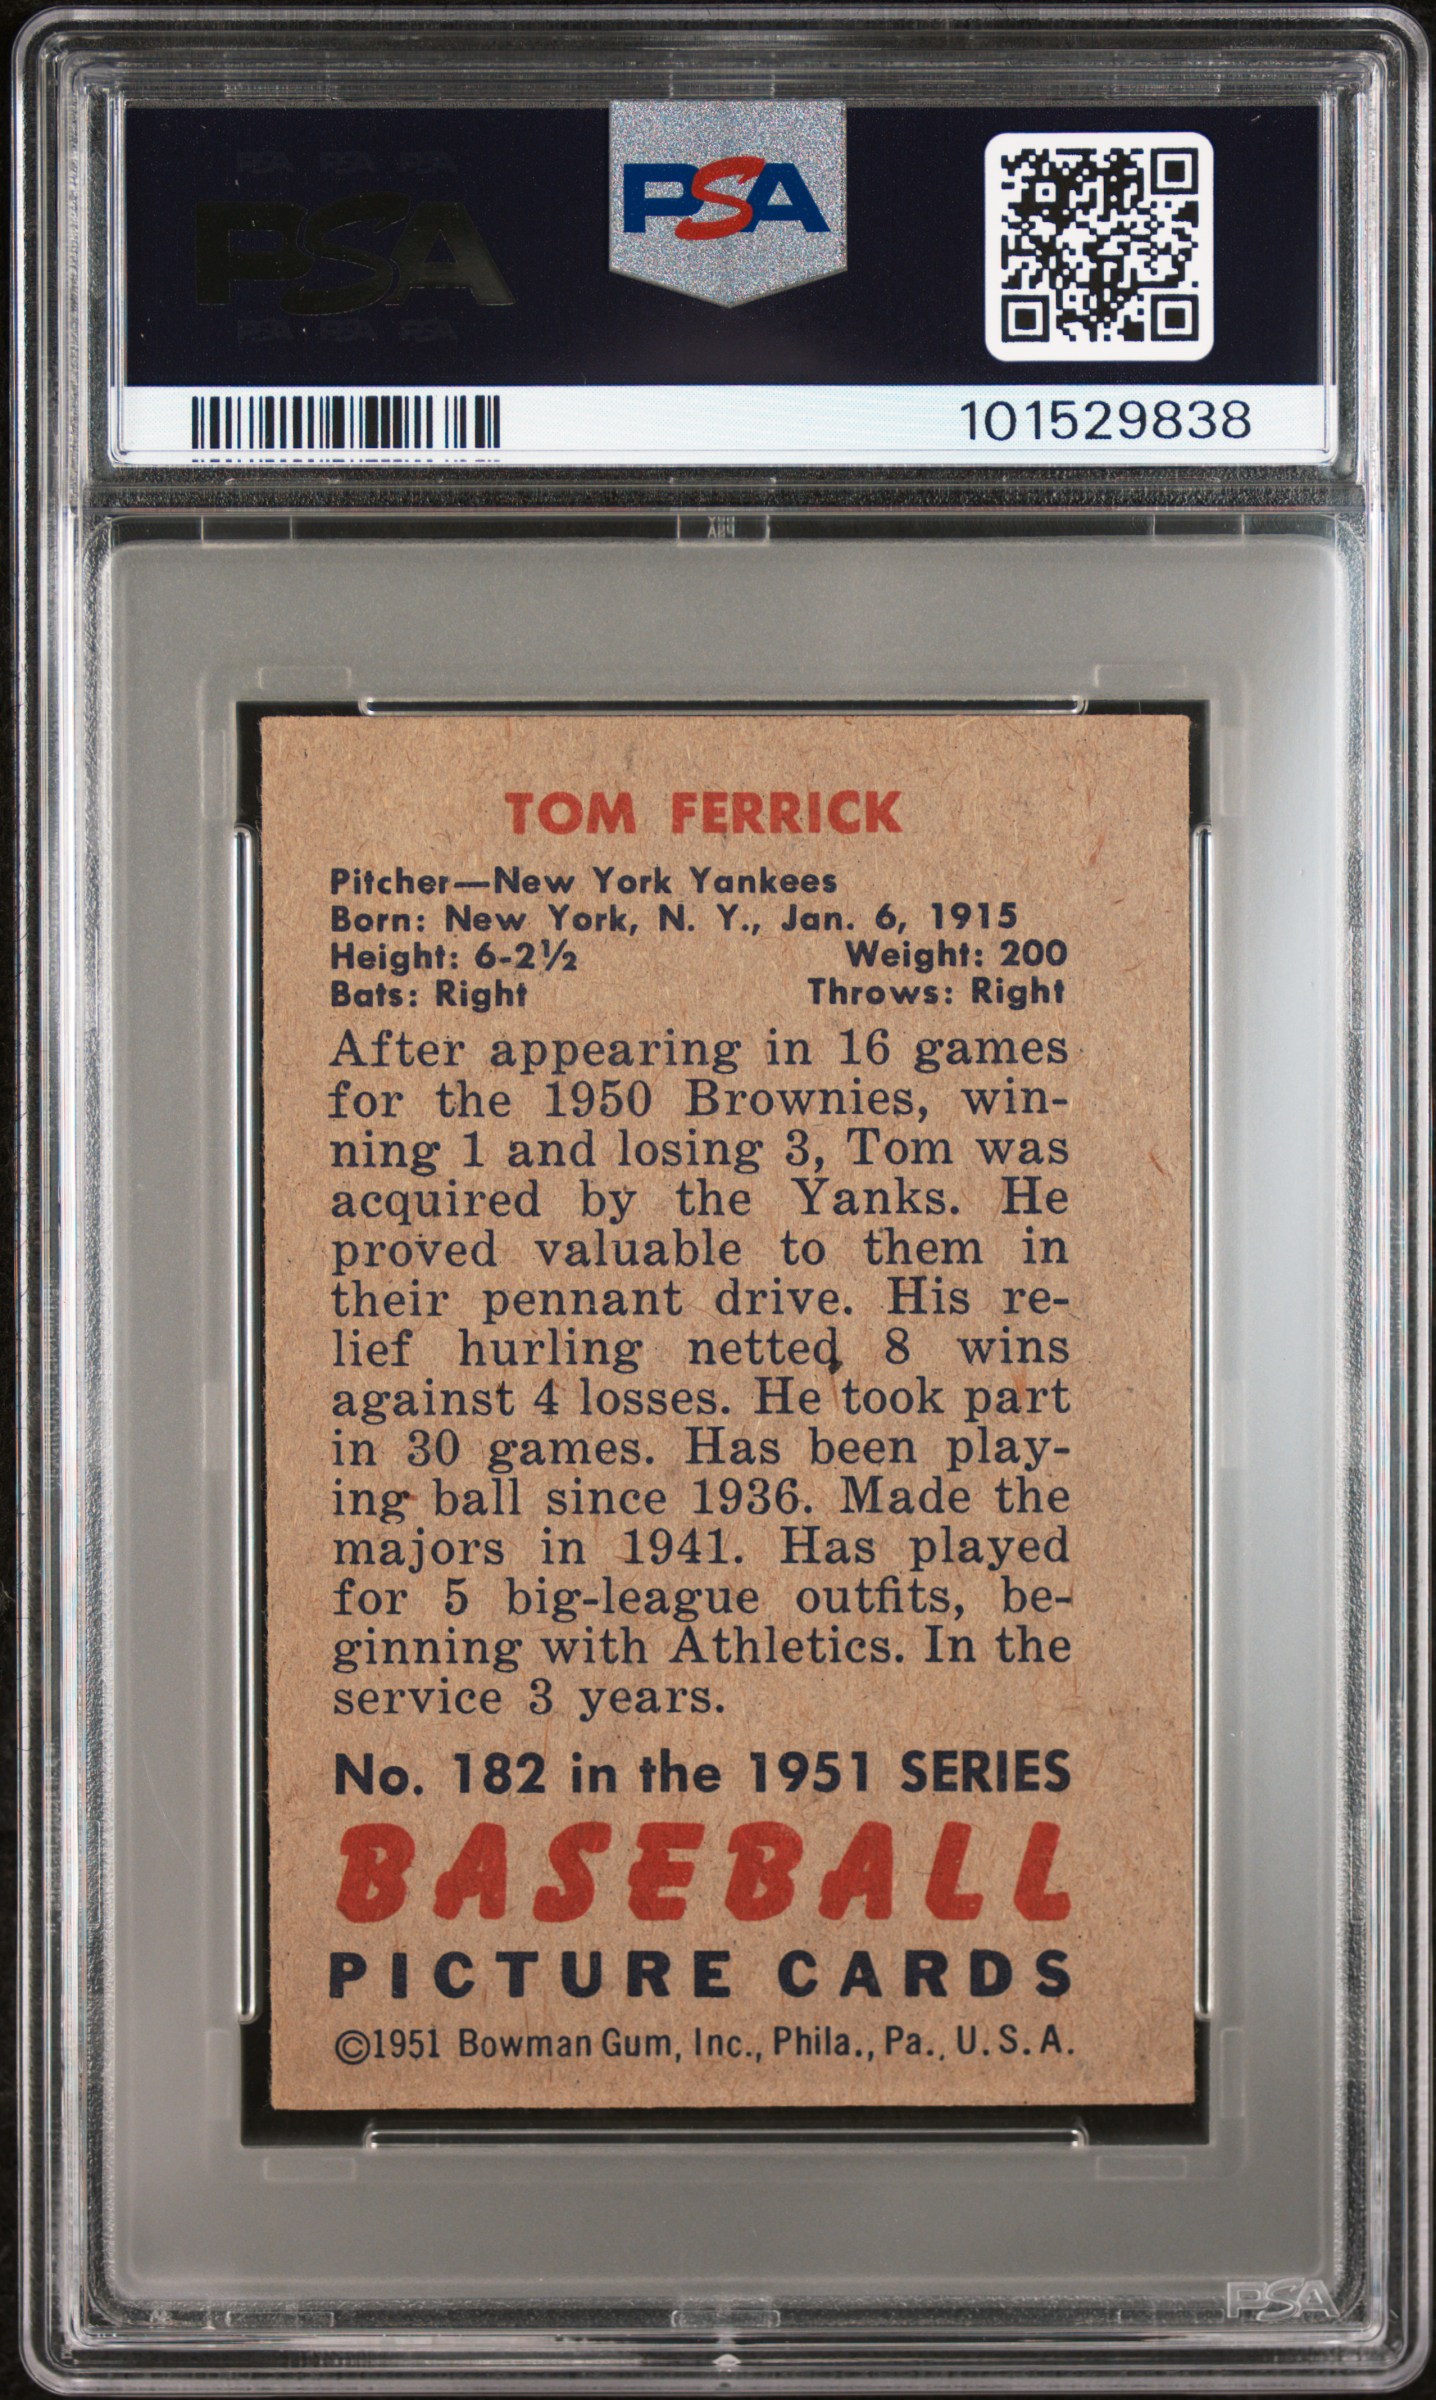 PSA PSA PSA
PSA
PSA PSA PSA
PSA
101529838
TOM FERRICK
Pitcher—New York Yankees
Born: New York, N. Y., Jan. 6, 1915
Height: 6-2½ Weight: 200
Bats: Right Throws: Right
After appearing in 16 games
for the 1950 Brownies, win-
ning 1 and losing 3, Tom was
acquired by the Yanks. He
proved valuable to them in
their pennant drive. His re-
lief hurling netted 8 wins
against 4 losses. He took part
in 30 games. Has been play-
ing ball since 1936. Made the
majors in 1941. Has played
for 5 big-league outfits, be-
ginning with Athletics. In the
service 3 years.
No. 182 in the 1951 SERIES
BASEBALL
PICTURE CARDS
©1951 Bowman Gum, Inc., Phila., Pa., U.S.A.
PSA